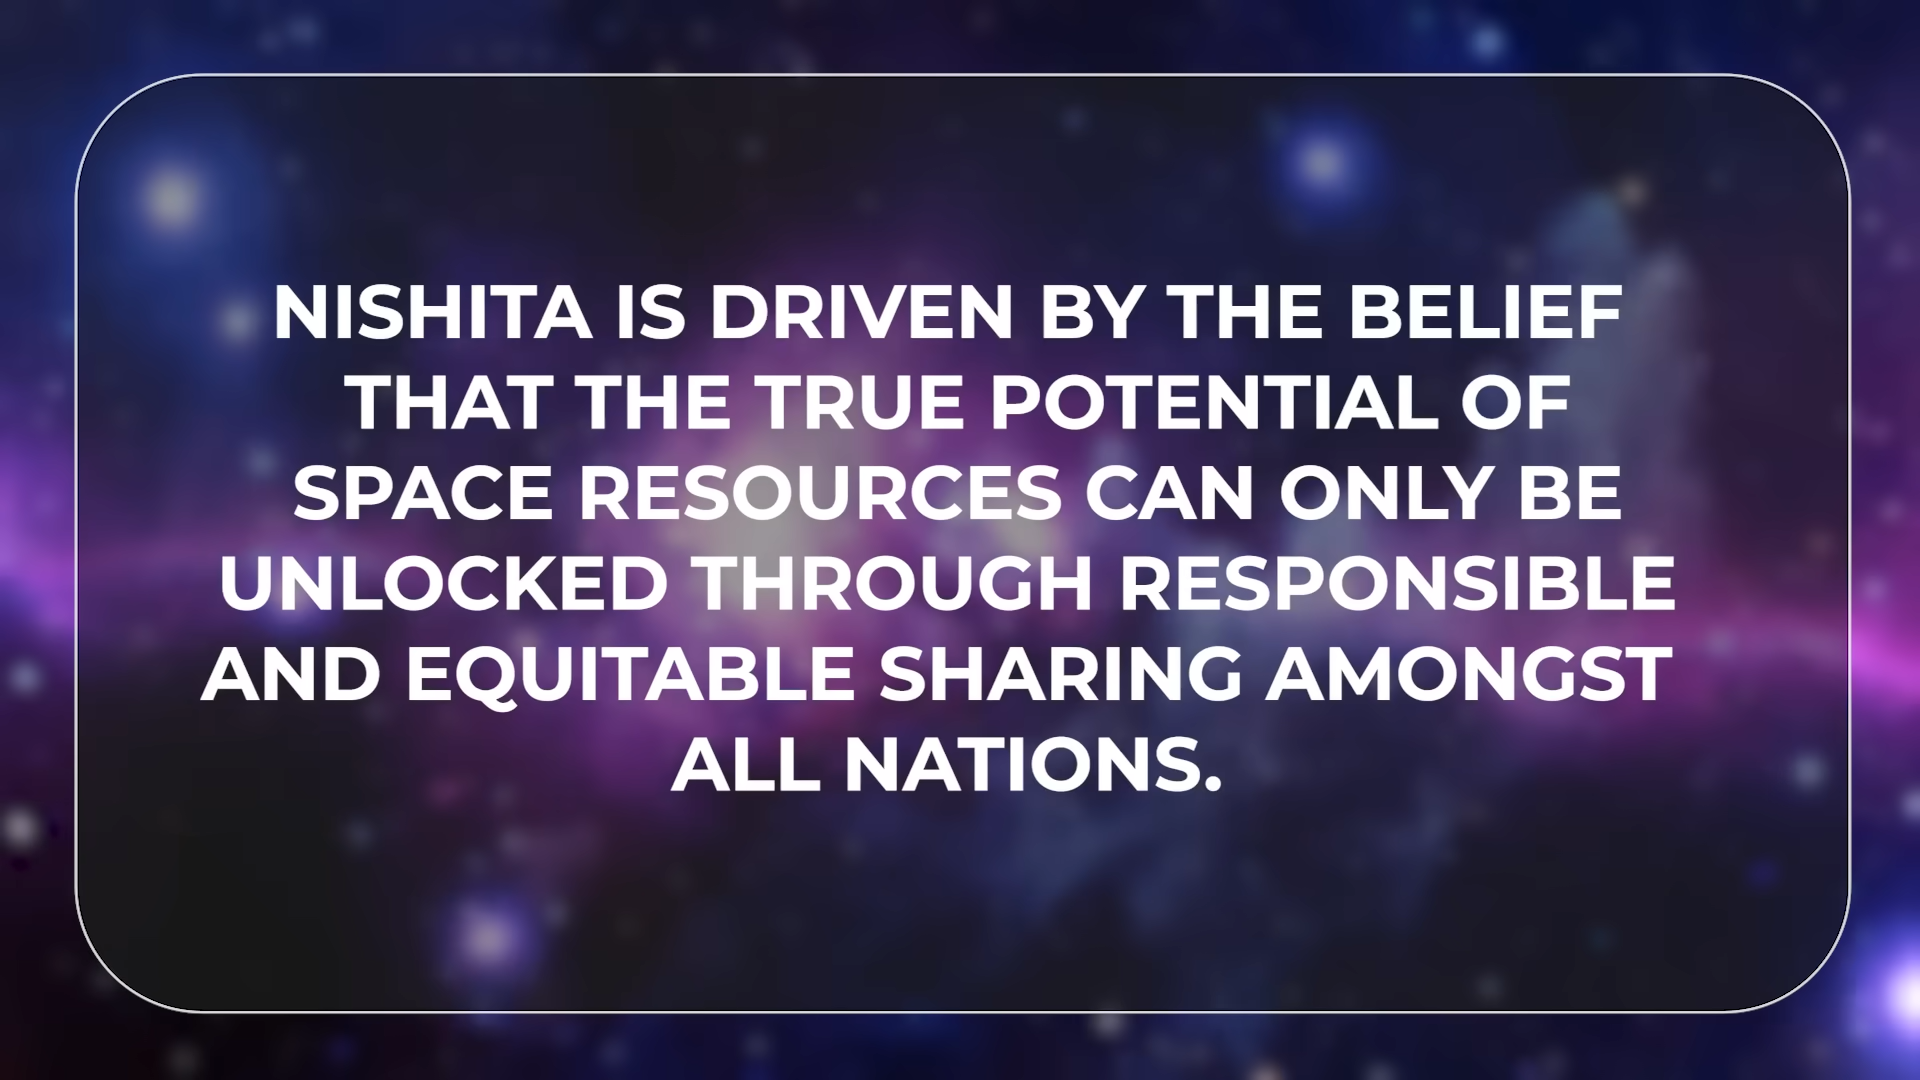 NISHITA IS DRIVEN BY THE BELIEF
THAT THE TRUE POTENTIAL OF
SPACE RESOURCES CAN ONLY BE
UNLOCKED THROUGH RESPONSIBLE
AND EQUITABLE SHARING AMONGST
ALL NATIONS.